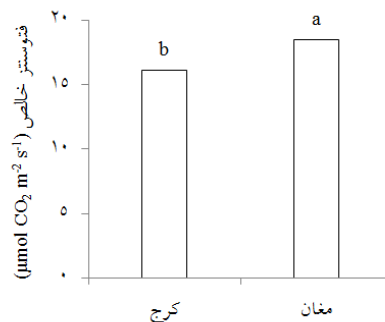 فتوسنتز خالص
(µmol CO₂ m⁻² s⁻¹)
۲۰
۱۵
۱۰
۵
۰
b
a
کرج
مغان